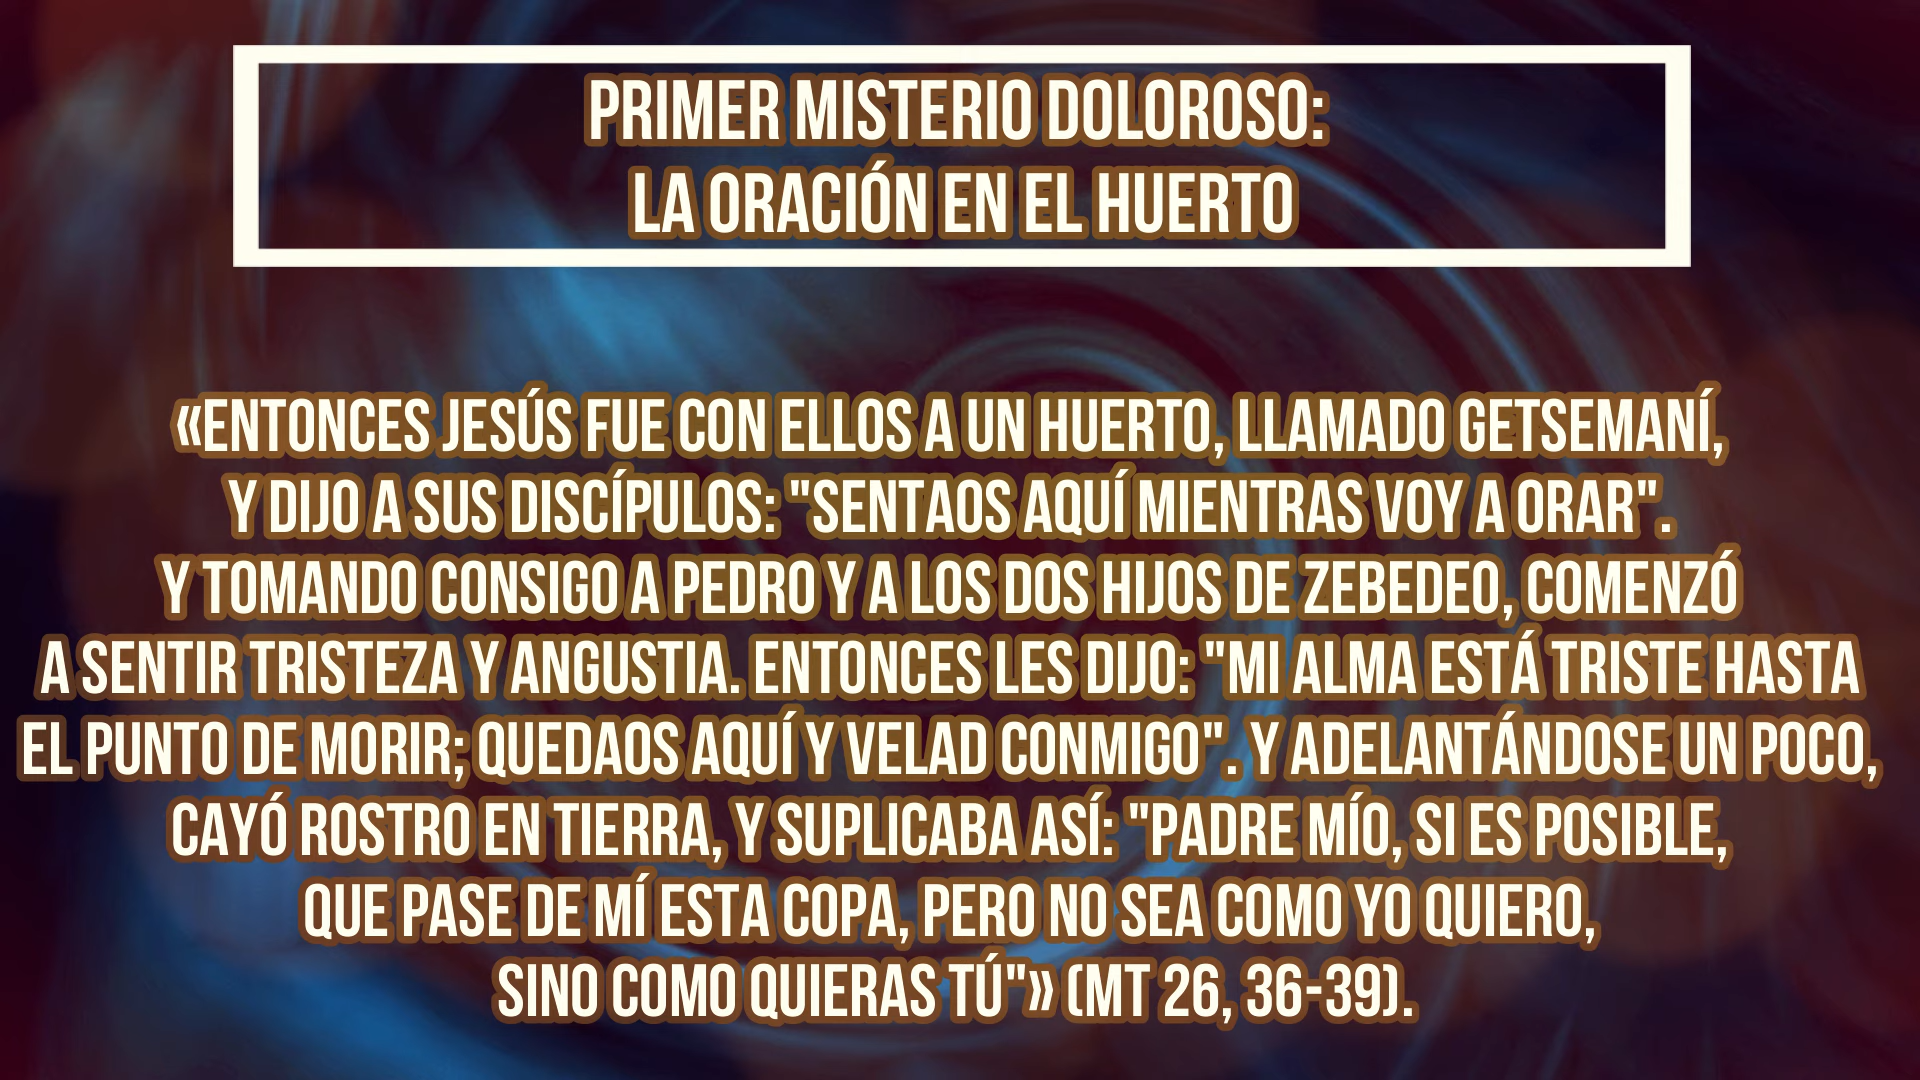 PRIMER MISTERIO DOLOROSO:
LA ORACIÓN EN EL HUERTO
«ENTONCES JESÚS FUE CON ELLOS A UN HUERTO, LLAMADO GETSEMANÍ,
Y DIJO A SUS DISCÍPULOS: "SENTAOS AQUÍ MIENTRAS VOY A ORAR".
Y TOMANDO CONSIGO A PEDRO Y A LOS DOS HIJOS DE ZEBEDEO, COMENZÓ
A SENTIR TRISTEZA Y ANGUSTIA. ENTONCES LES DIJO: "MI ALMA ESTÁ TRISTE HASTA
EL PUNTO DE MORIR; QUEDAOS AQUÍ Y VELAD CONMIGO". Y ADELANTÁNDOSE UN POCO,
CAYÓ ROSTRO EN TIERRA, Y SUPLICABA ASÍ: "PADRE MÍO, SI ES POSIBLE,
QUE PASE DE MÍ ESTA COPA, PERO NO SEA COMO YO QUIERO,
SINO COMO QUIERAS TÚ"» (MT 26, 36-39).